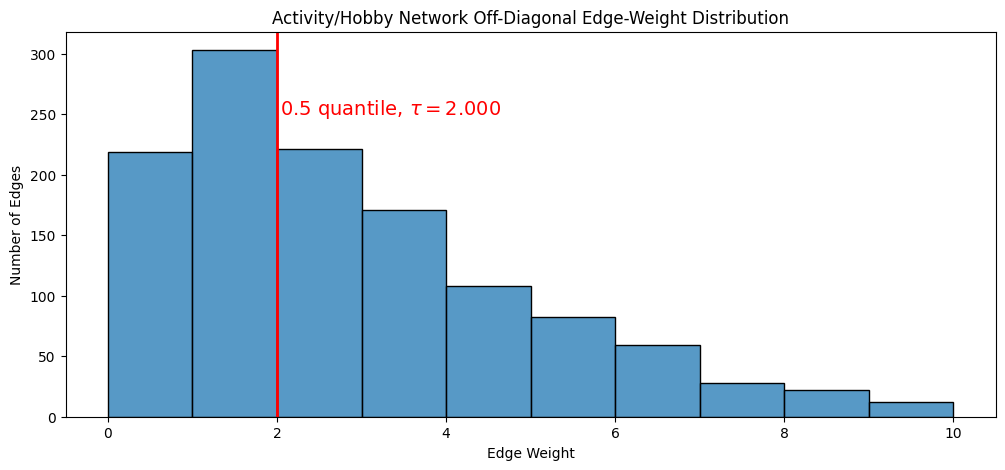 Activity/Hobby Network Off-Diagonal Edge-Weight Distribution
300
250
200
150
100
50
0
Number of Edges
0.5 quantile, τ = 2.000
0 2 4 6 8 10
Edge Weight